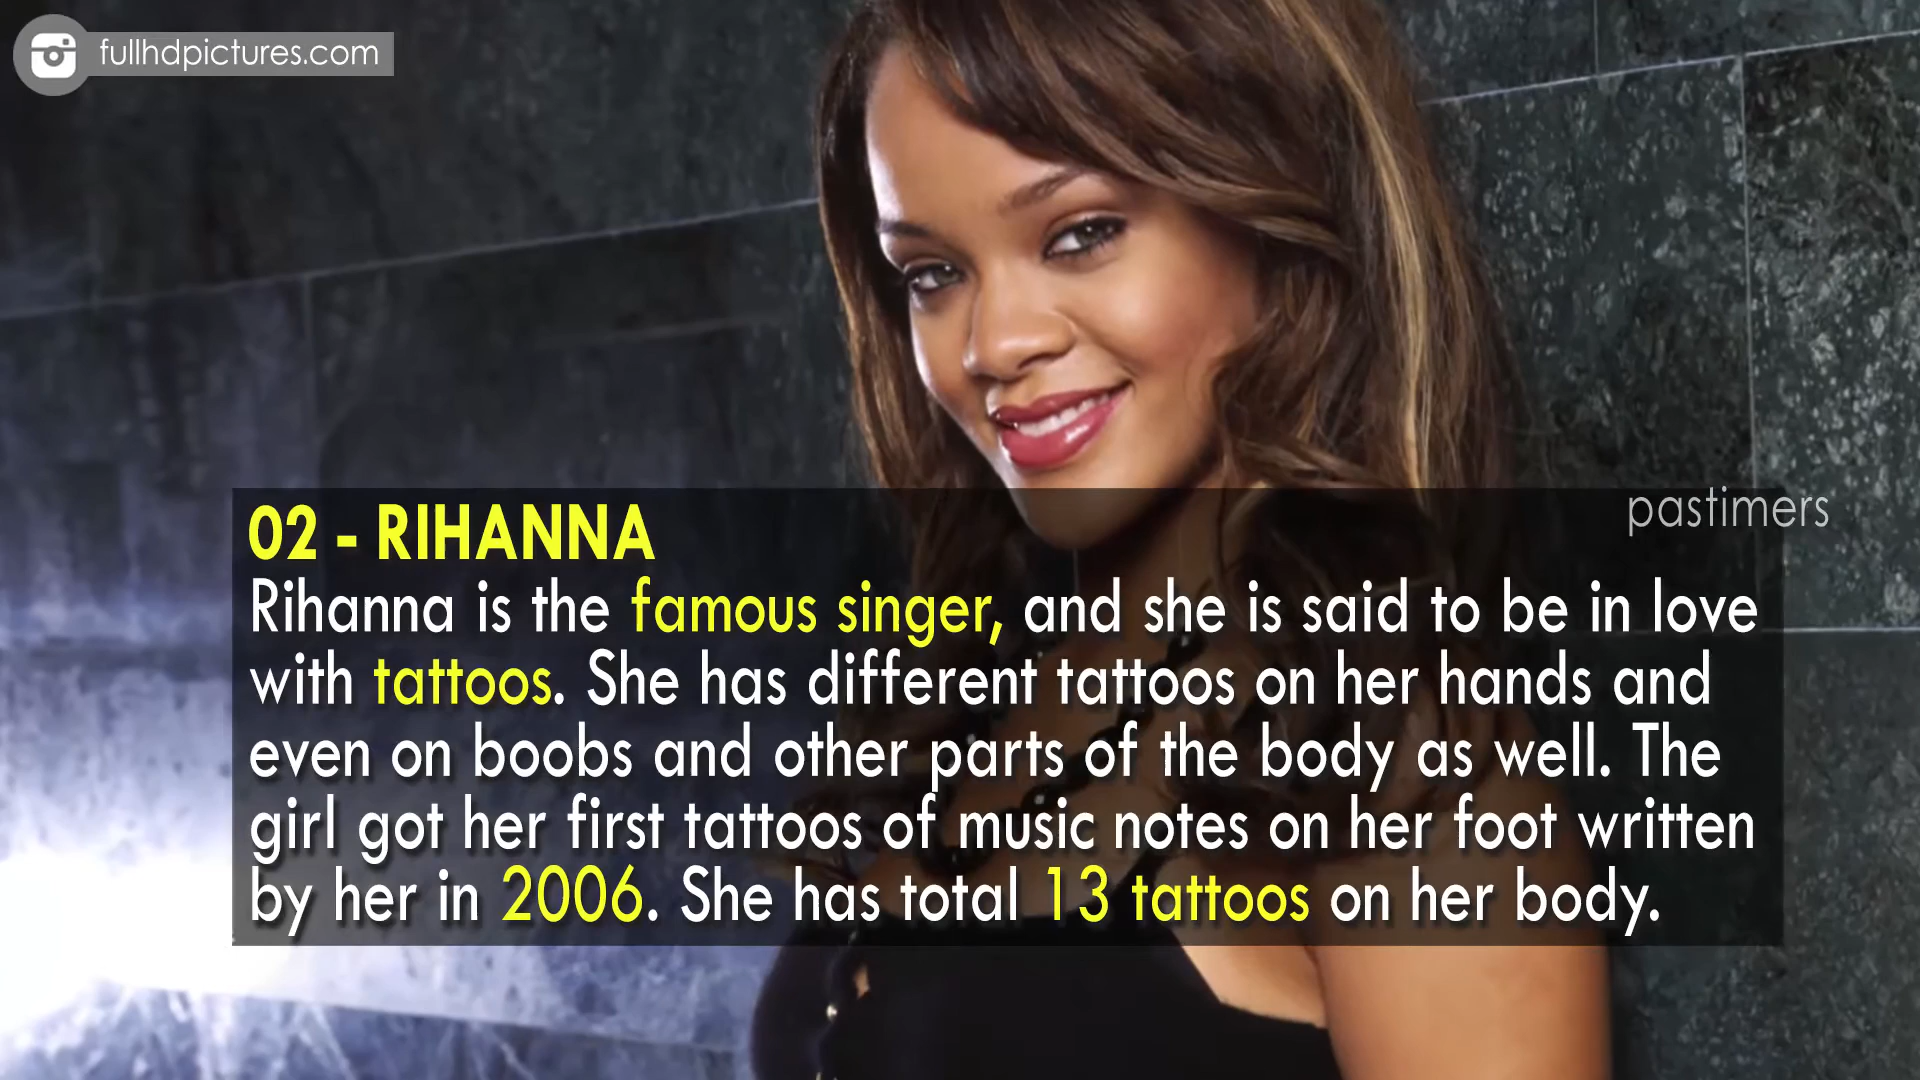 fullhdpictures.com
pastimers
02 - RIHANNA
Rihanna is the famous singer, and she is said to be in love
with tattoos. She has different tattoos on her hands and
even on boobs and other parts of the body as well. The
girl got her first tattoos of music notes on her foot written
by her in 2006. She has total 13 tattoos on her body.